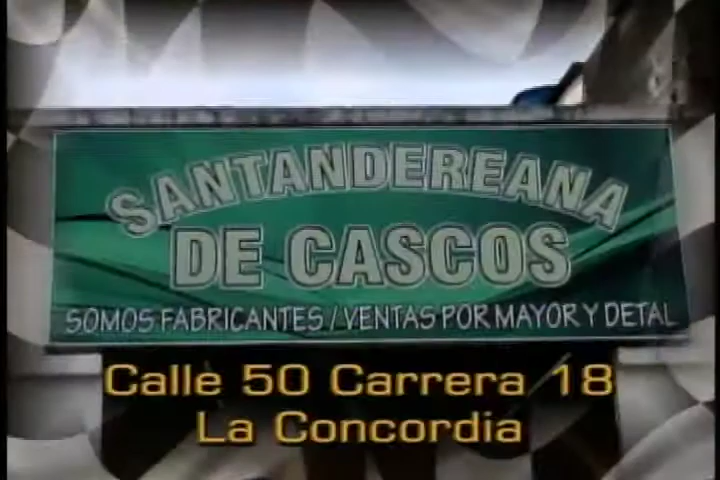 SANTANDEREANA
DE CASCOS
SOMOS FABRICANTES / VENTAS POR MAYOR Y DETAL
Calle 50 Carrera 18
La Concordia